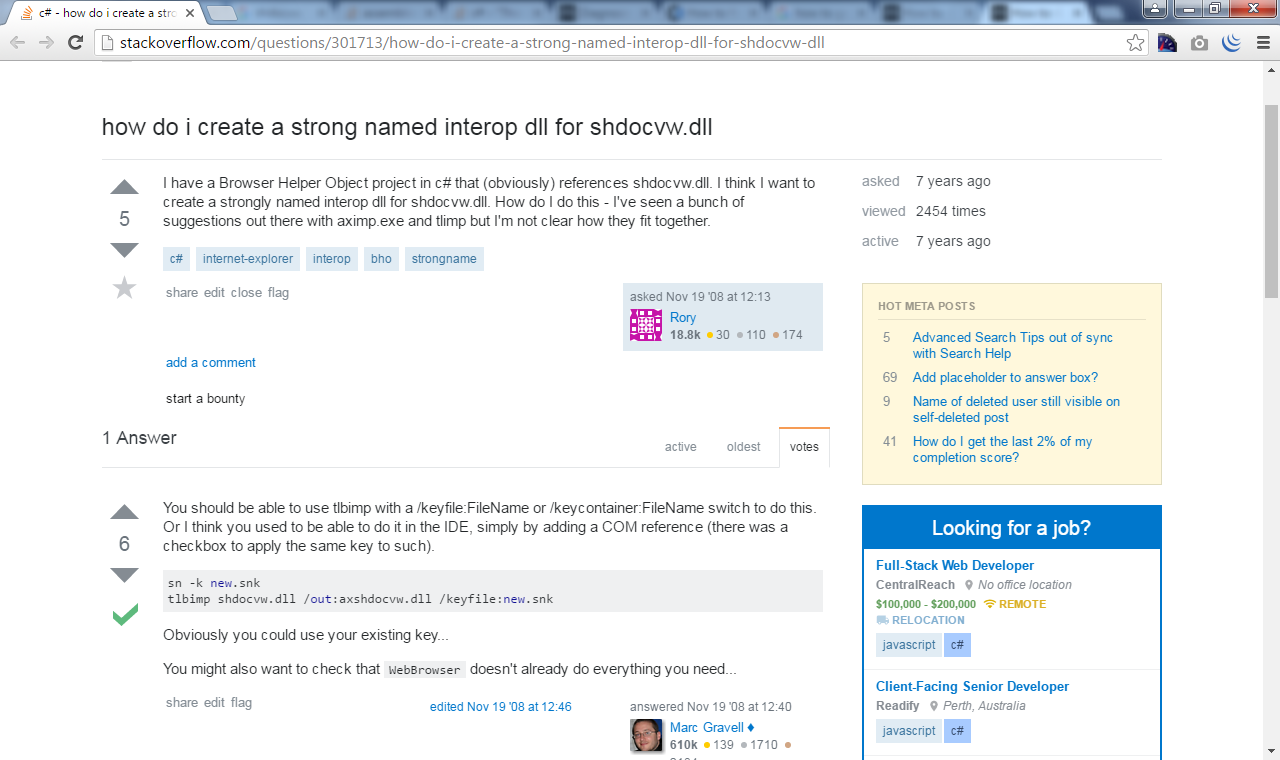 c# - how do i create a stro
stackoverflow.com/questions/301713/how-do-i-create-a-strong-named-interop-dll-for-shdocvw-dll
how do i create a strong named interop dll for shdocvw.dll
5
I have a Browser Helper Object project in c# that (obviously) references shdocvw.dll. I think I want to
create a strongly named interop dll for shdocvw.dll. How do I do this - I've seen a bunch of
suggestions out there with aximp.exe and tlimp but I'm not clear how they fit together.
c# internet-explorer interop bho strongname
share edit close flag
asked Nov 19 '08 at 12:13
Rory
18.8k 30 110 174
add a comment
start a bounty
1 Answer
active oldest votes
6
You should be able to use tlbimp with a /keyfile:FileName or /keycontainer:FileName switch to do this.
Or I think you used to be able to do it in the IDE, simply by adding a COM reference (there was a
checkbox to apply the same key to such).
sn -k new.snk
tlbimp shdocvw.dll /out:axshdocvw.dll /keyfile:new.snk
Obviously you could use your existing key...
You might also want to check that WebBrowser doesn't already do everything you need...
share edit flag
edited Nov 19 '08 at 12:46
answered Nov 19 '08 at 12:40
Marc Gravell ♦
610k 139 1710
asked 7 years ago
viewed 2454 times
active 7 years ago
HOT META POSTS
5 Advanced Search Tips out of sync
with Search Help
69 Add placeholder to answer box?
9 Name of deleted user still visible on
self-deleted post
41 How do I get the last 2% of my
completion score?
Looking for a job?
Full-Stack Web Developer
CentralReach No office location
$100,000 - $200,000 REMOTE
RELOCATION
javascript c#
Client-Facing Senior Developer
Readify Perth, Australia
javascript c#